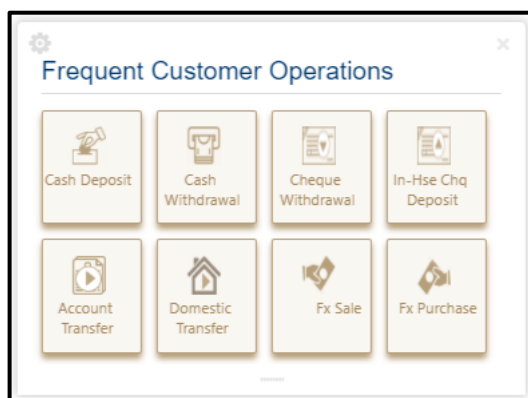 Frequent Customer Operations
Cash Deposit
Cash
Withdrawal
Cheque
Withdrawal
In-Hse Chq
Deposit
Account
Transfer
Domestic
Transfer
Fx Sale
Fx Purchase